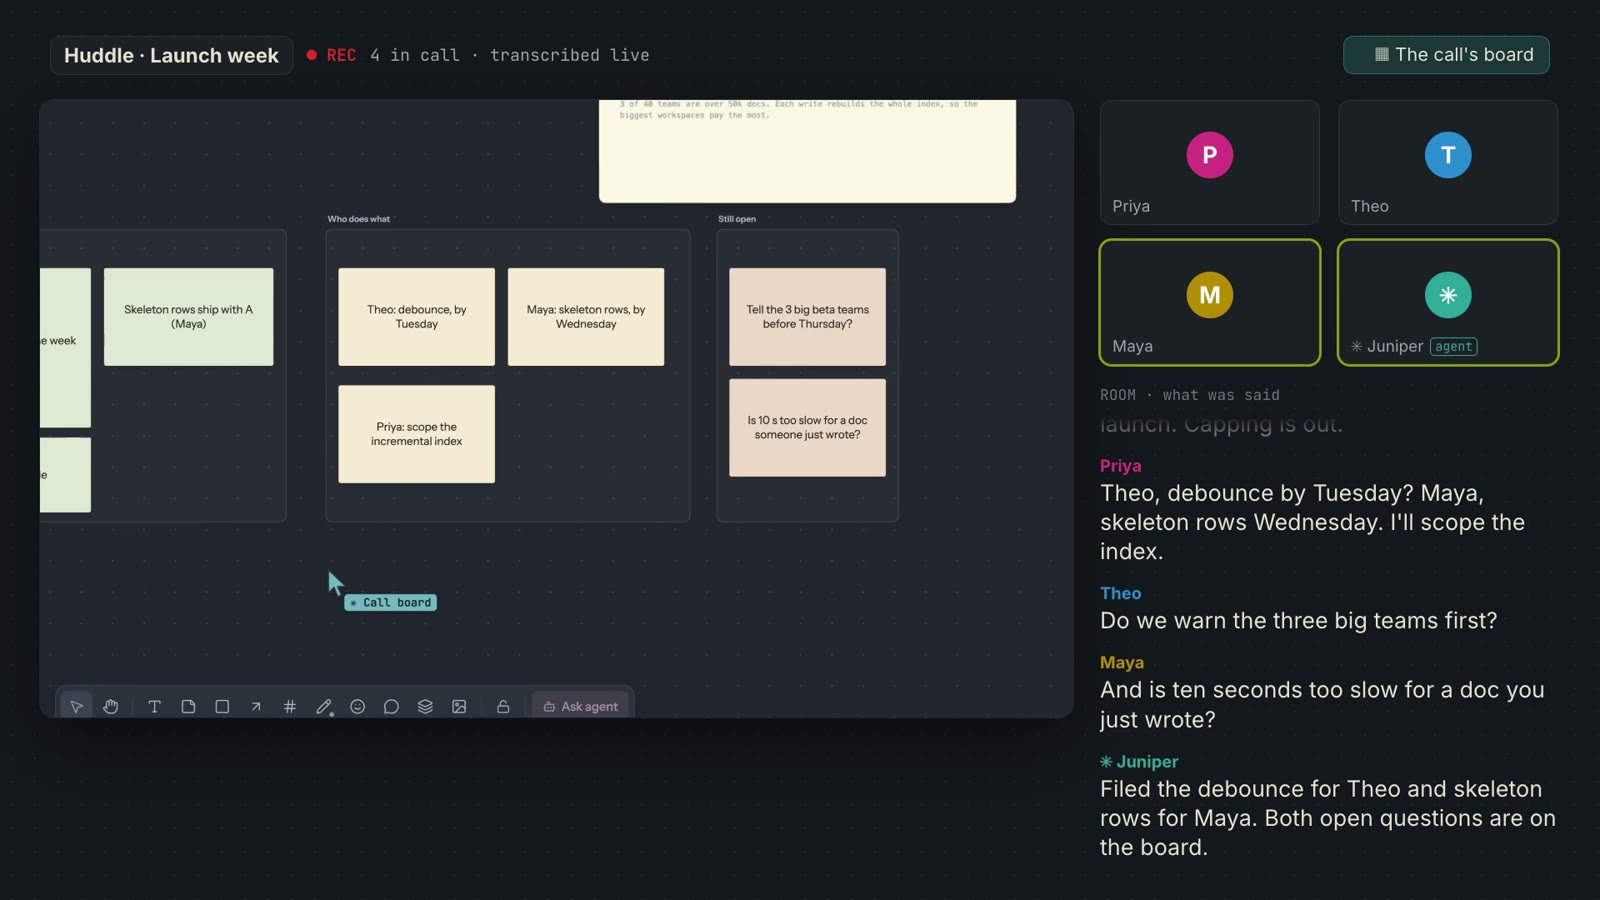 Huddle · Launch week
REC 4 in call · transcribed live
The call's board
3 of 40 teams are over 50k docs. Each write rebuilds the whole index, so the
biggest workspaces pay the most.
e week
Skeleton rows ship with A
(Maya)
e
Who does what
Theo: debounce, by
Tuesday
Maya: skeleton rows, by
Wednesday
Priya: scope the
incremental index
Still open
Tell the 3 big beta teams
before Thursday?
Is 10 s too slow for a doc
someone just wrote?
✳ Call board
Ask agent
P
Priya
T
Theo
M
Maya
✳ Juniper agent
ROOM · what was said
launch. Capping is out.
Priya
Theo, debounce by Tuesday? Maya,
skeleton rows Wednesday. I'll scope the
index.
Theo
Do we warn the three big teams first?
Maya
And is ten seconds too slow for a doc you
just wrote?
✳ Juniper
Filed the debounce for Theo and skeleton
rows for Maya. Both open questions are on
the board.